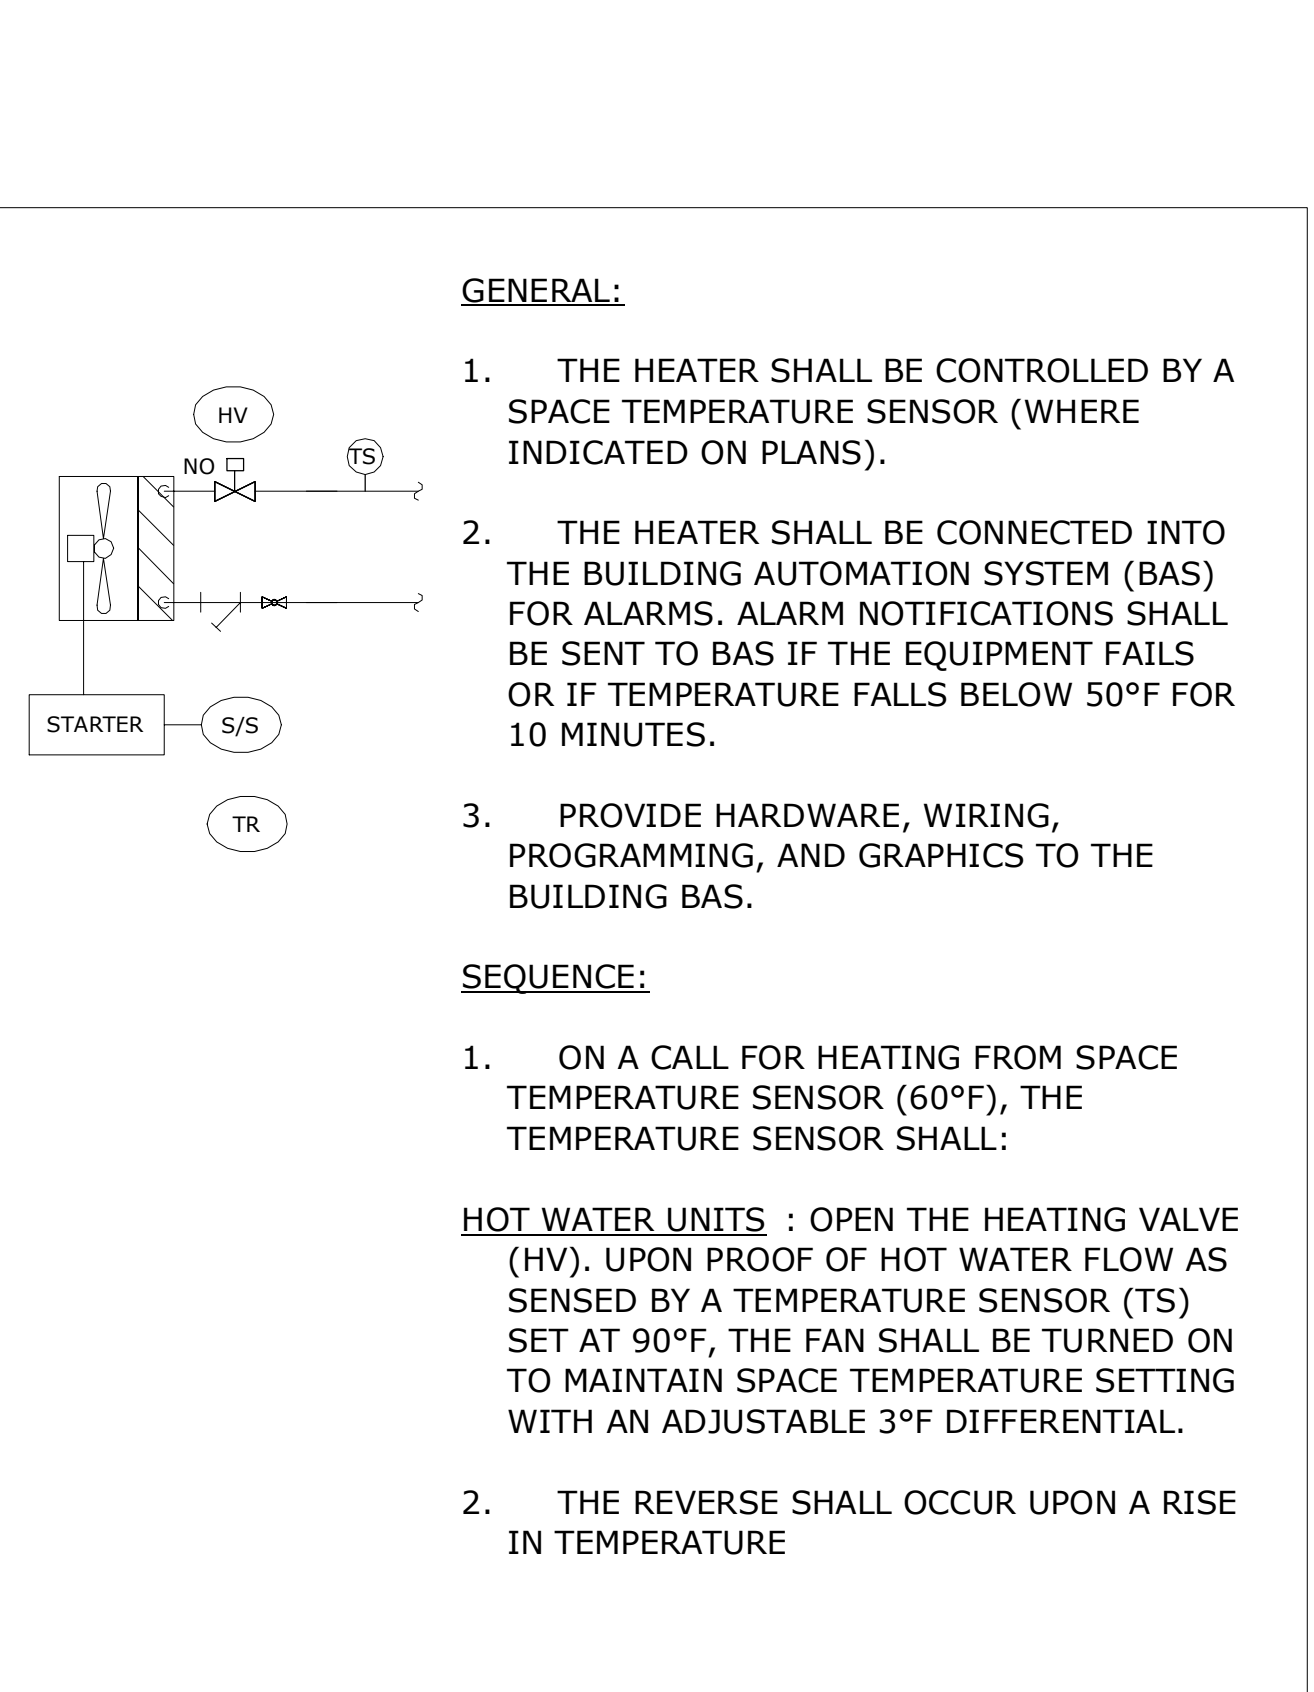 HV
NO
TS
STARTER
S/S
TR
GENERAL:
1. THE HEATER SHALL BE CONTROLLED BY A
SPACE TEMPERATURE SENSOR (WHERE
INDICATED ON PLANS).
2. THE HEATER SHALL BE CONNECTED INTO
THE BUILDING AUTOMATION SYSTEM (BAS)
FOR ALARMS. ALARM NOTIFICATIONS SHALL
BE SENT TO BAS IF THE EQUIPMENT FAILS
OR IF TEMPERATURE FALLS BELOW 50°F FOR
10 MINUTES.
3. PROVIDE HARDWARE, WIRING,
PROGRAMMING, AND GRAPHICS TO THE
BUILDING BAS.
SEQUENCE:
1. ON A CALL FOR HEATING FROM SPACE
TEMPERATURE SENSOR (60°F), THE
TEMPERATURE SENSOR SHALL:
HOT WATER UNITS : OPEN THE HEATING VALVE
(HV). UPON PROOF OF HOT WATER FLOW AS
SENSED BY A TEMPERATURE SENSOR (TS)
SET AT 90°F, THE FAN SHALL BE TURNED ON
TO MAINTAIN SPACE TEMPERATURE SETTING
WITH AN ADJUSTABLE 3°F DIFFERENTIAL.
2. THE REVERSE SHALL OCCUR UPON A RISE
IN TEMPERATURE